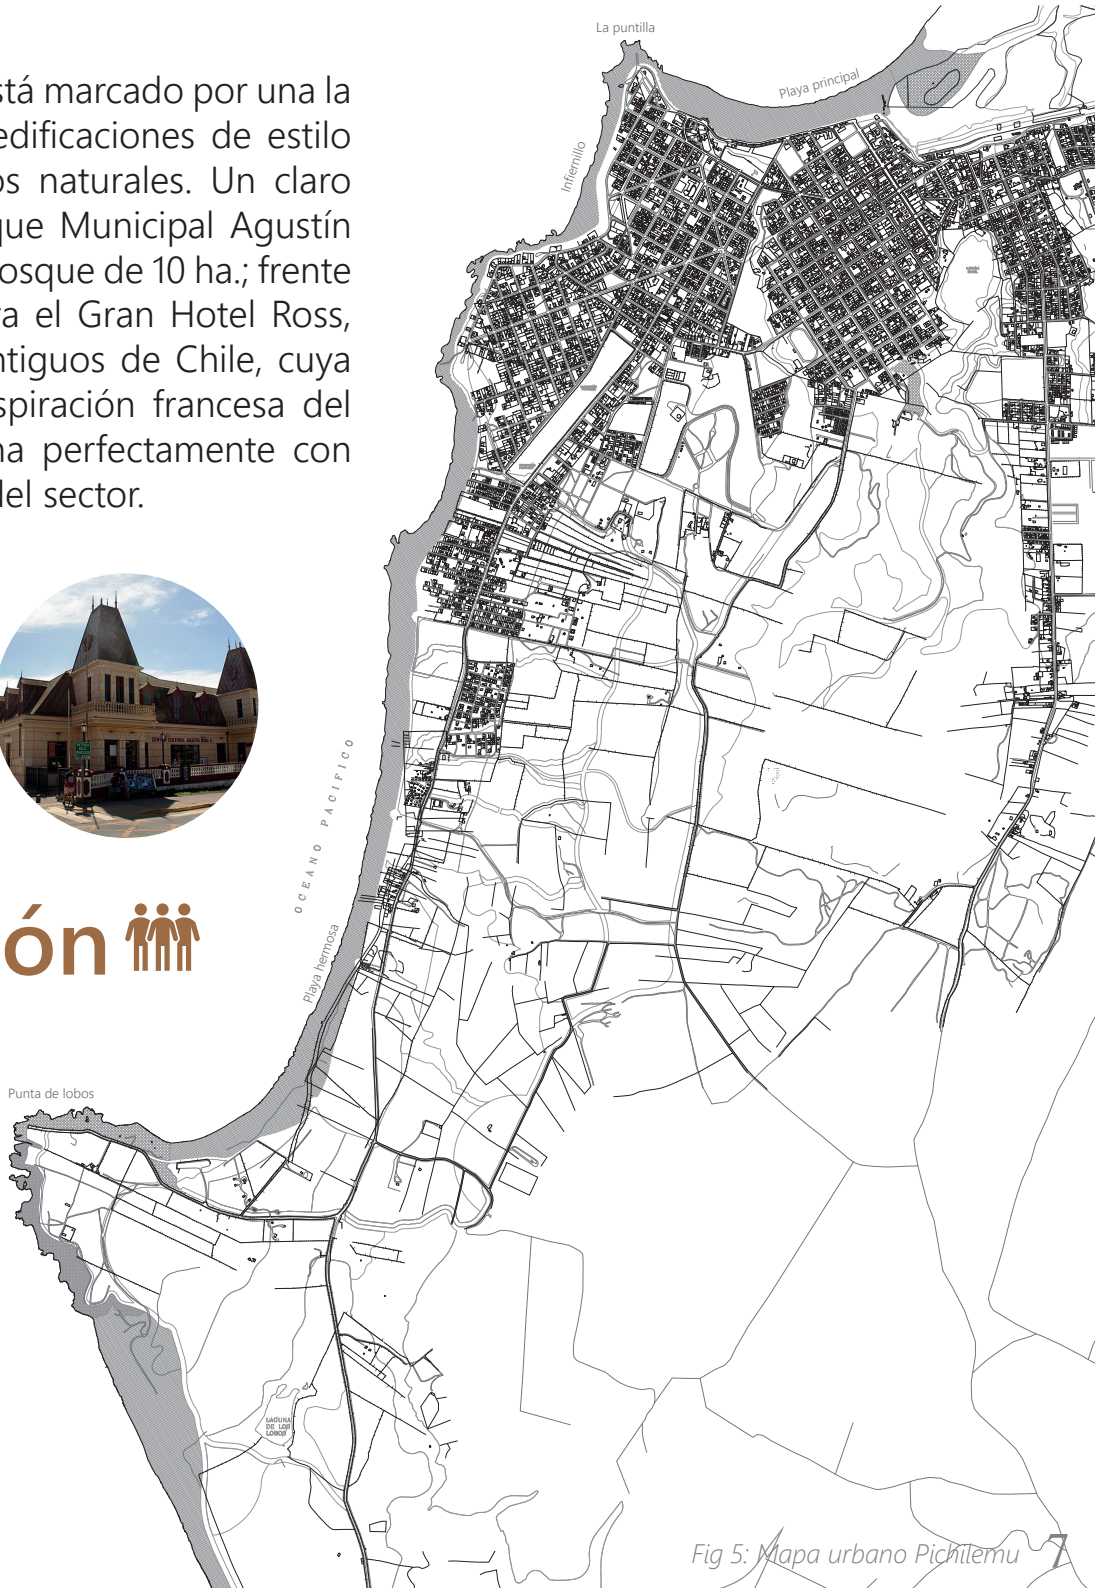 La puntilla
Playa principal
Infiernillo
stá marcado por una la
edificaciones de estilo
os naturales. Un claro
que Municipal Agustín
osque de 10 ha.; frente
ra el Gran Hotel Ross,
ntiguos de Chile, cuya
spiración francesa del
na perfectamente con
del sector.
OCEANO PACIFICO
ón
Playa hermosa
Punta de lobos
LAGUNA
DE LOS
LOBOS
Fig 5: Mapa urbano Pichilemu 7